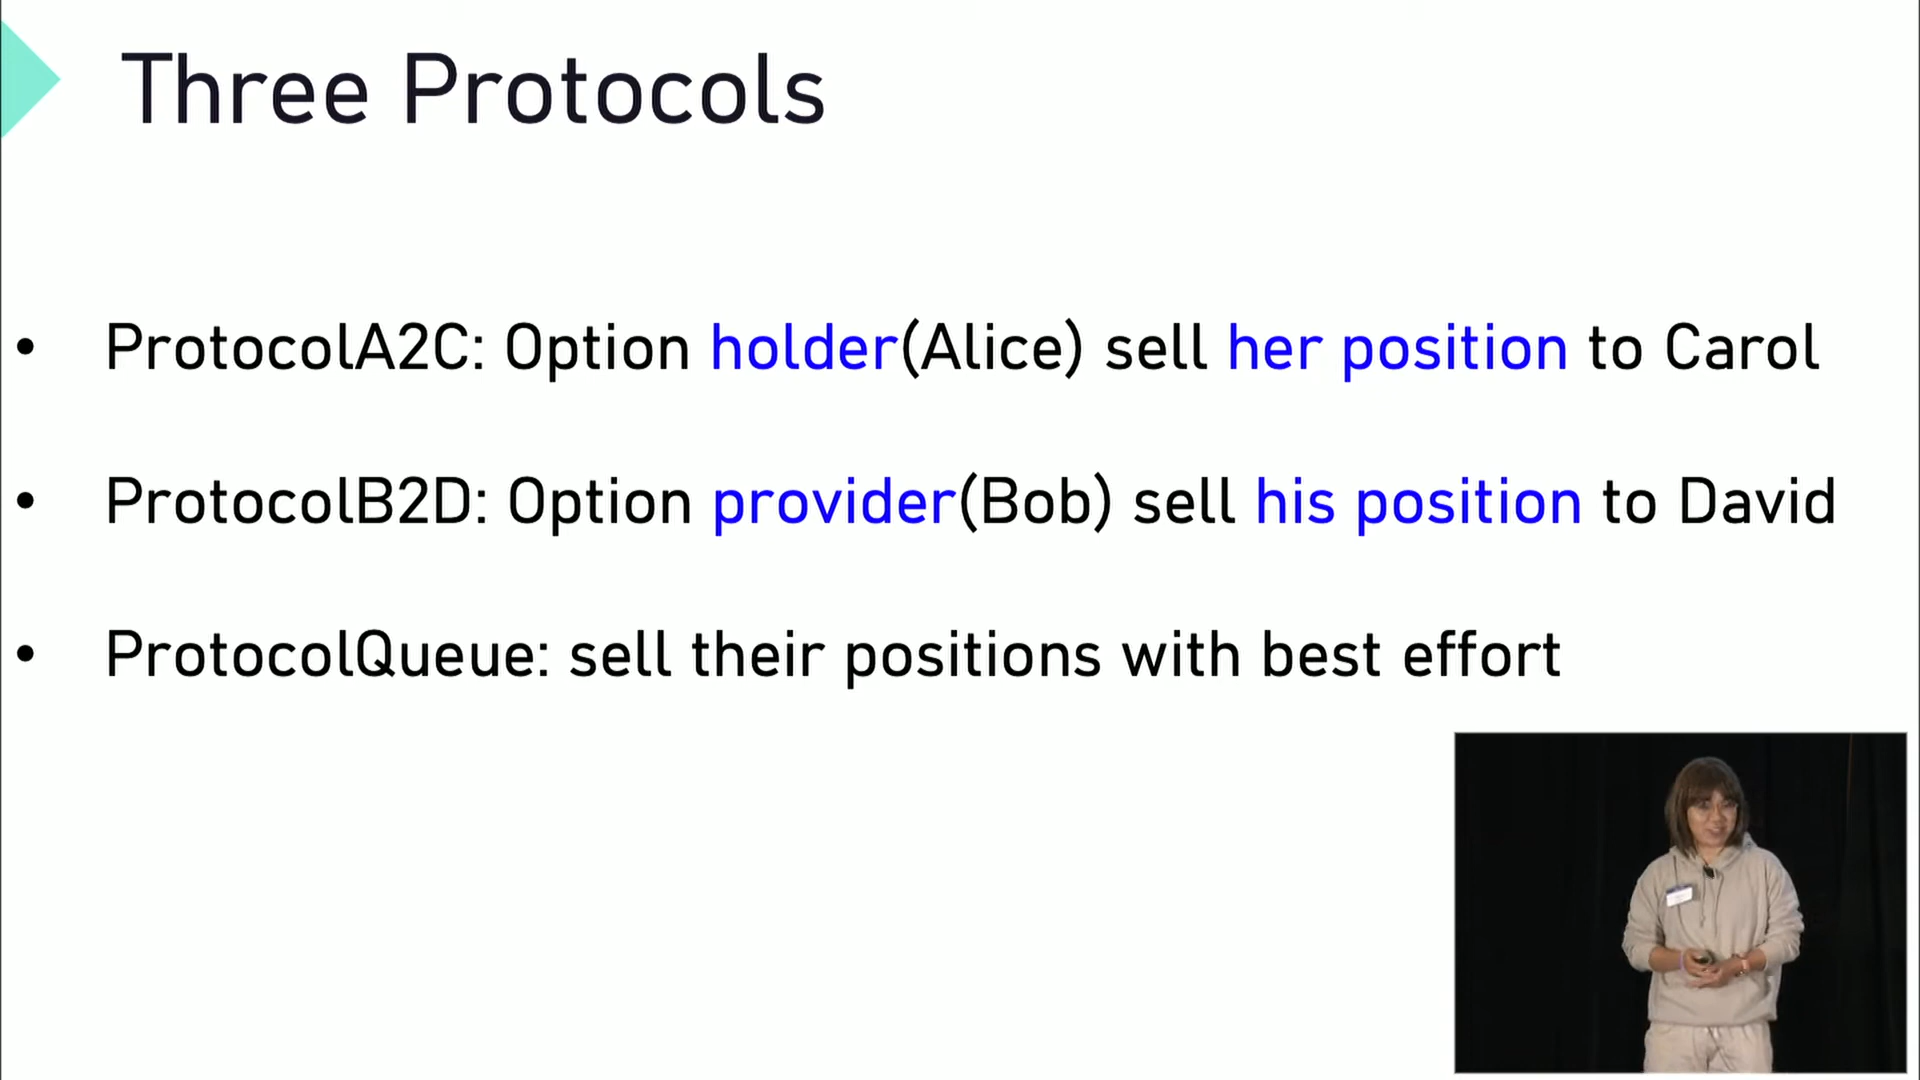 Three Protocols
• ProtocolA2C: Option holder(Alice) sell her position to Carol
• ProtocolB2D: Option provider(Bob) sell his position to David
• ProtocolQueue: sell their positions with best effort